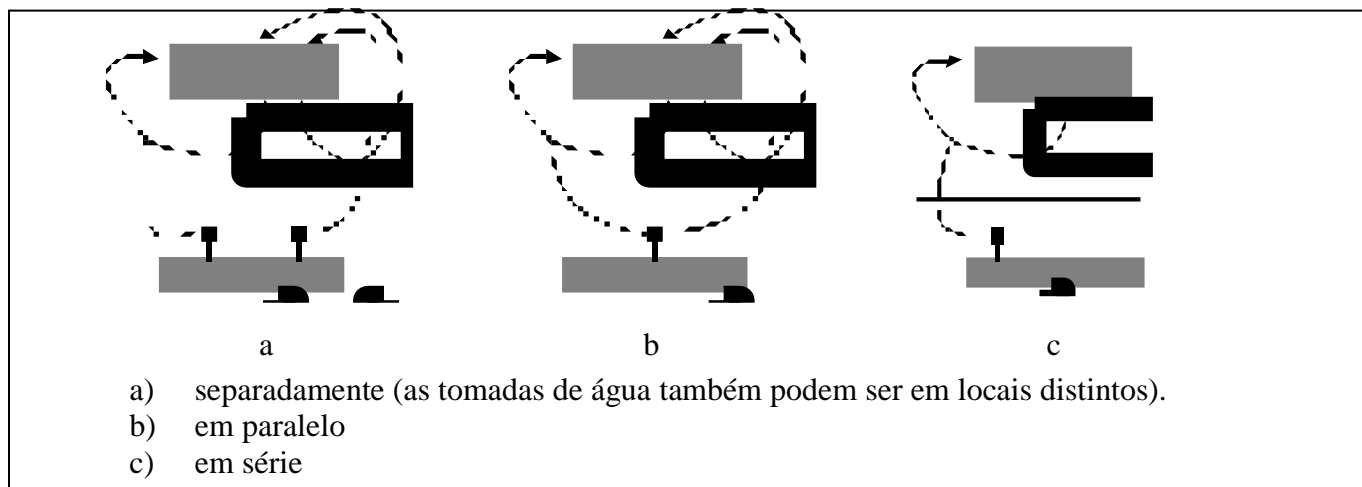 a b c
a) separadamente (as tomadas de água também podem ser em locais distintos).
b) em paralelo
c) em série